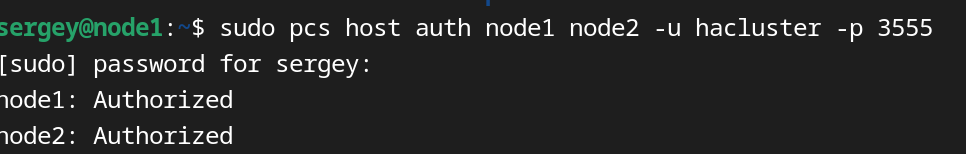 sergey@node1:~$ sudo pcs host auth node1 node2 -u hacluster -p 3555
[sudo] password for sergey:
node1: Authorized
node2: Authorized